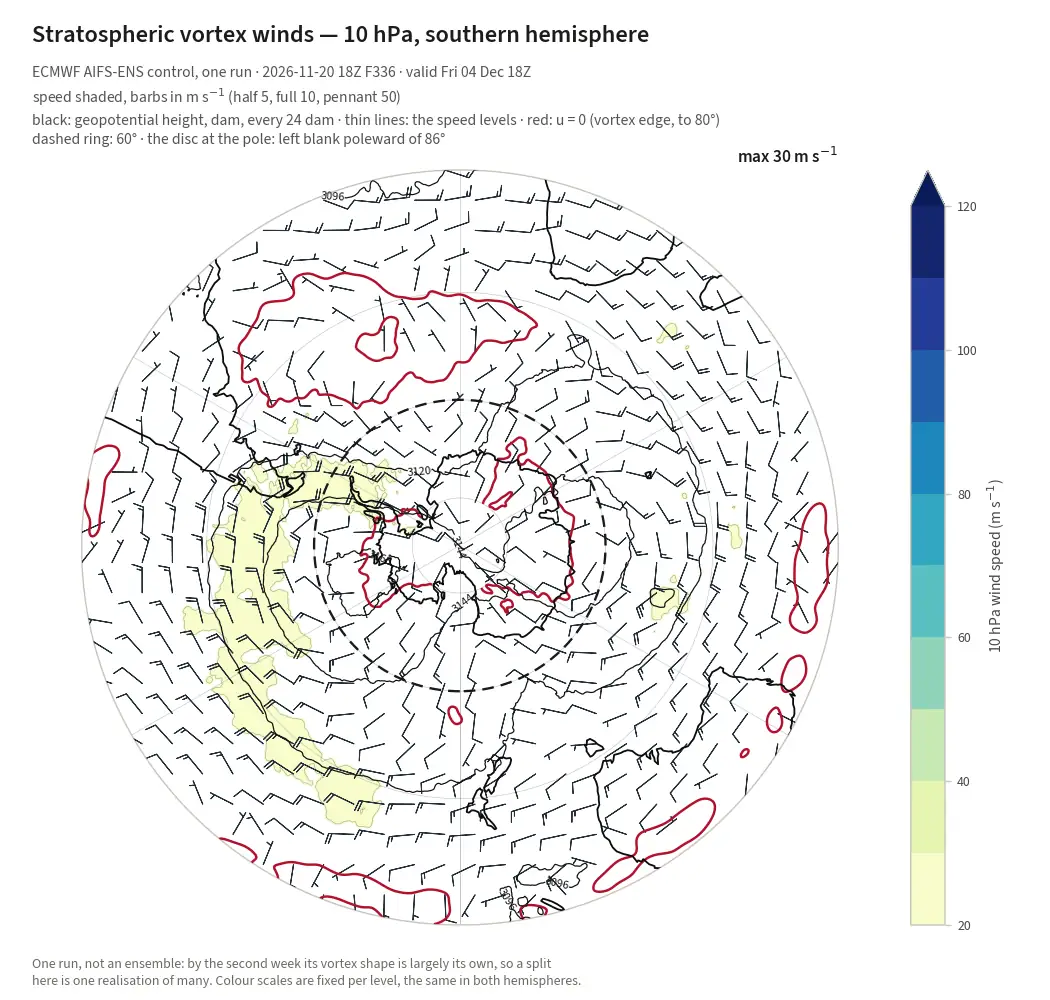 Stratospheric vortex winds — 10 hPa, southern hemisphere
ECMWF AIFS-ENS control, one run · 2026-11-20 18Z F336 · valid Fri 04 Dec 18Z
speed shaded, barbs in m s⁻¹ (half 5, full 10, pennant 50)
black: geopotential height, dam, every 24 dam · thin lines: the speed levels · red: u = 0 (vortex edge, to 80°)
dashed ring: 60° · the disc at the pole: left blank poleward of 86°
max 30 m s⁻¹
3096
120
100
80
60
40
20
10 hPa wind speed (m s⁻¹)
3120
3144
3144
3096
3096
One run, not an ensemble: by the second week its vortex shape is largely its own, so a split
here is one realisation of many. Colour scales are fixed per level, the same in both hemispheres.